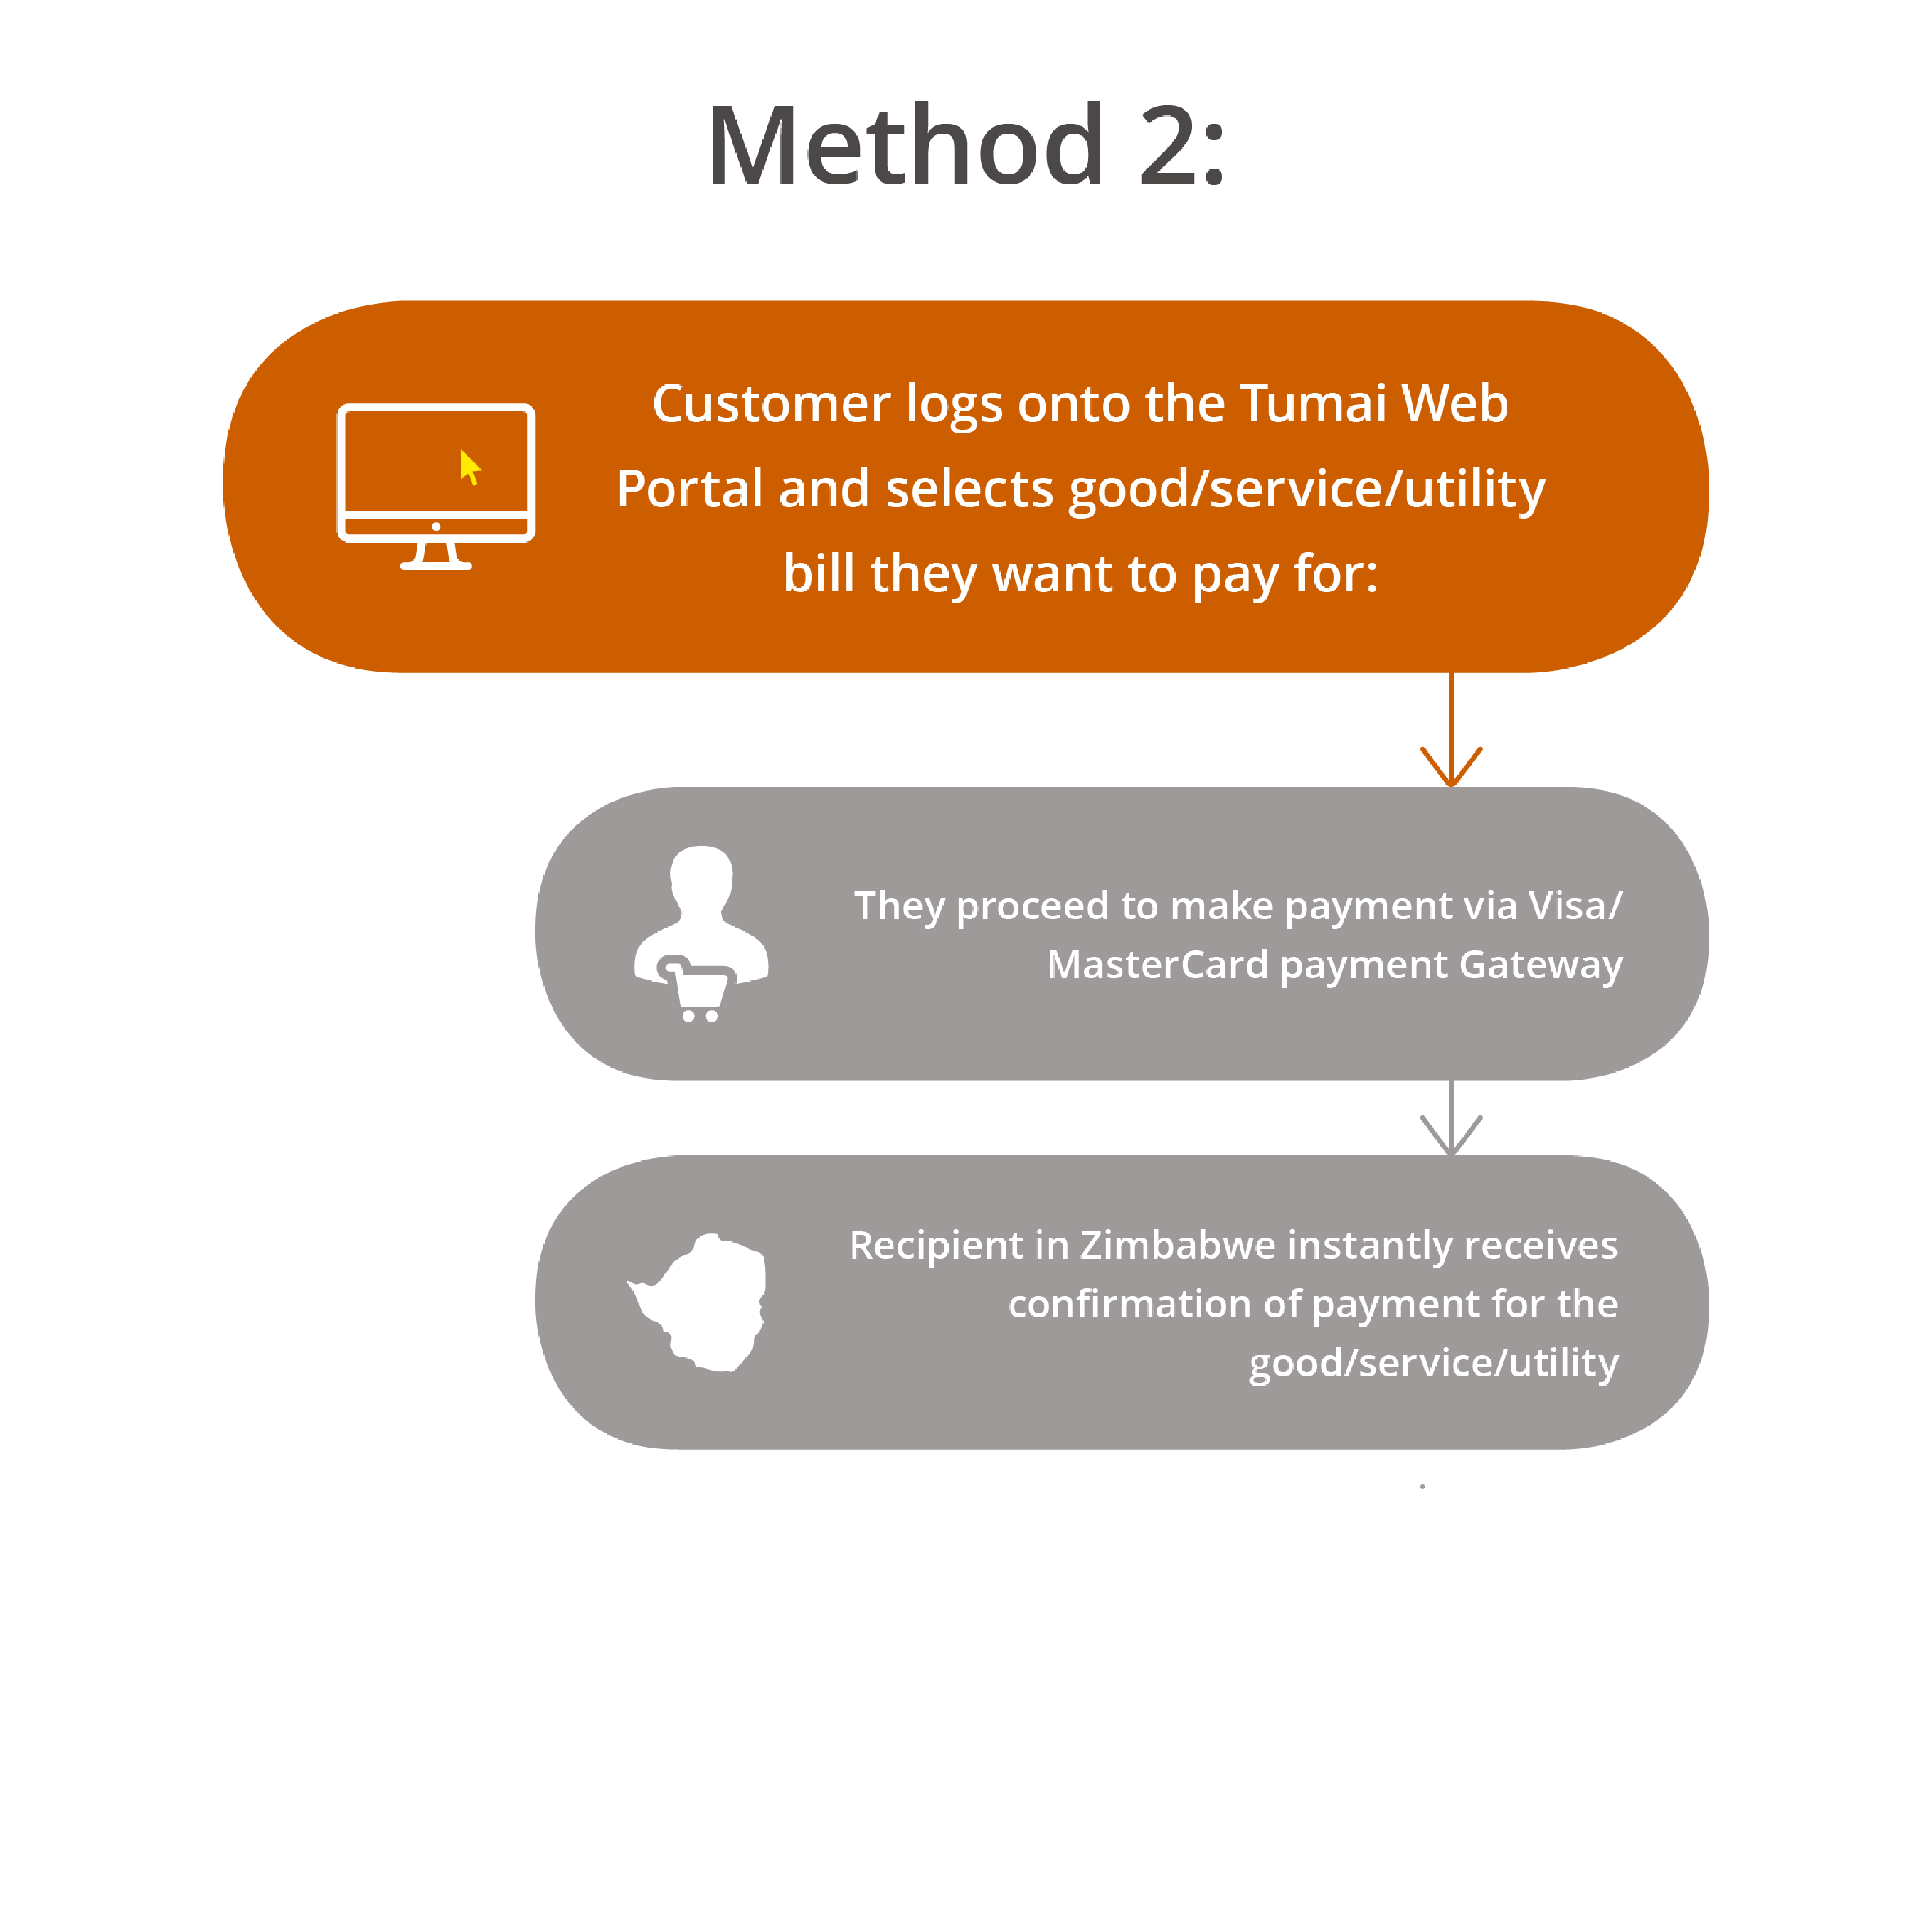 Method 2:
Customer logs onto the Tumai Web
Portal and selects good/service/utility
bill they want to pay for:
They proceed to make payment via Visa/
MasterCard payment Gateway
Recipient in Zimbabwe instantly receives
confirmation of payment for the
good/service/utility